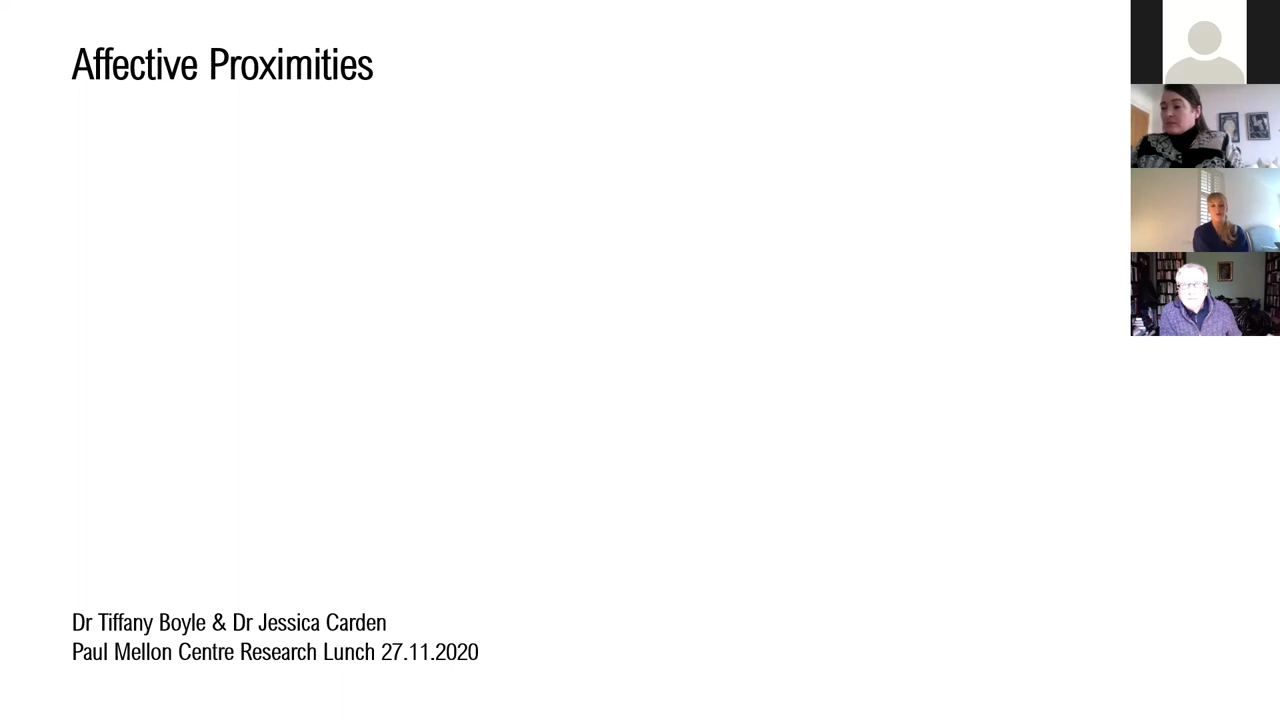 Affective Proximities
Dr Tiffany Boyle & Dr Jessica Carden
Paul Mellon Centre Research Lunch 27.11.2020